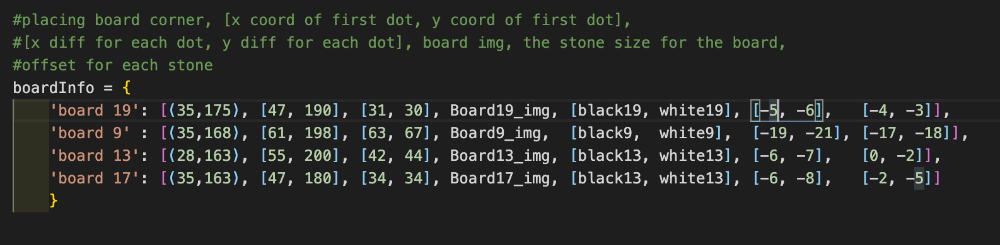 #placing board corner, [x coord of first dot, y coord of first dot],
#[x diff for each dot, y diff for each dot], board img, the stone size for the board,
#offset for each stone
boardInfo = {
    'board 19': [(35,175), [47, 190], [31, 30], Board19_img, [black19, white19], [-5, -6],   [-4, -3]],
    'board 9' : [(35,168), [61, 198], [63, 67], Board9_img,  [black9,  white9],  [-19, -21], [-17, -18]],
    'board 13': [(28,163), [55, 200], [42, 44], Board13_img, [black13, white13], [-6, -7],   [0, -2]],
    'board 17': [(35,163), [47, 180], [34, 34], Board17_img, [black13, white13], [-6, -8],   [-2, -5]]
    }